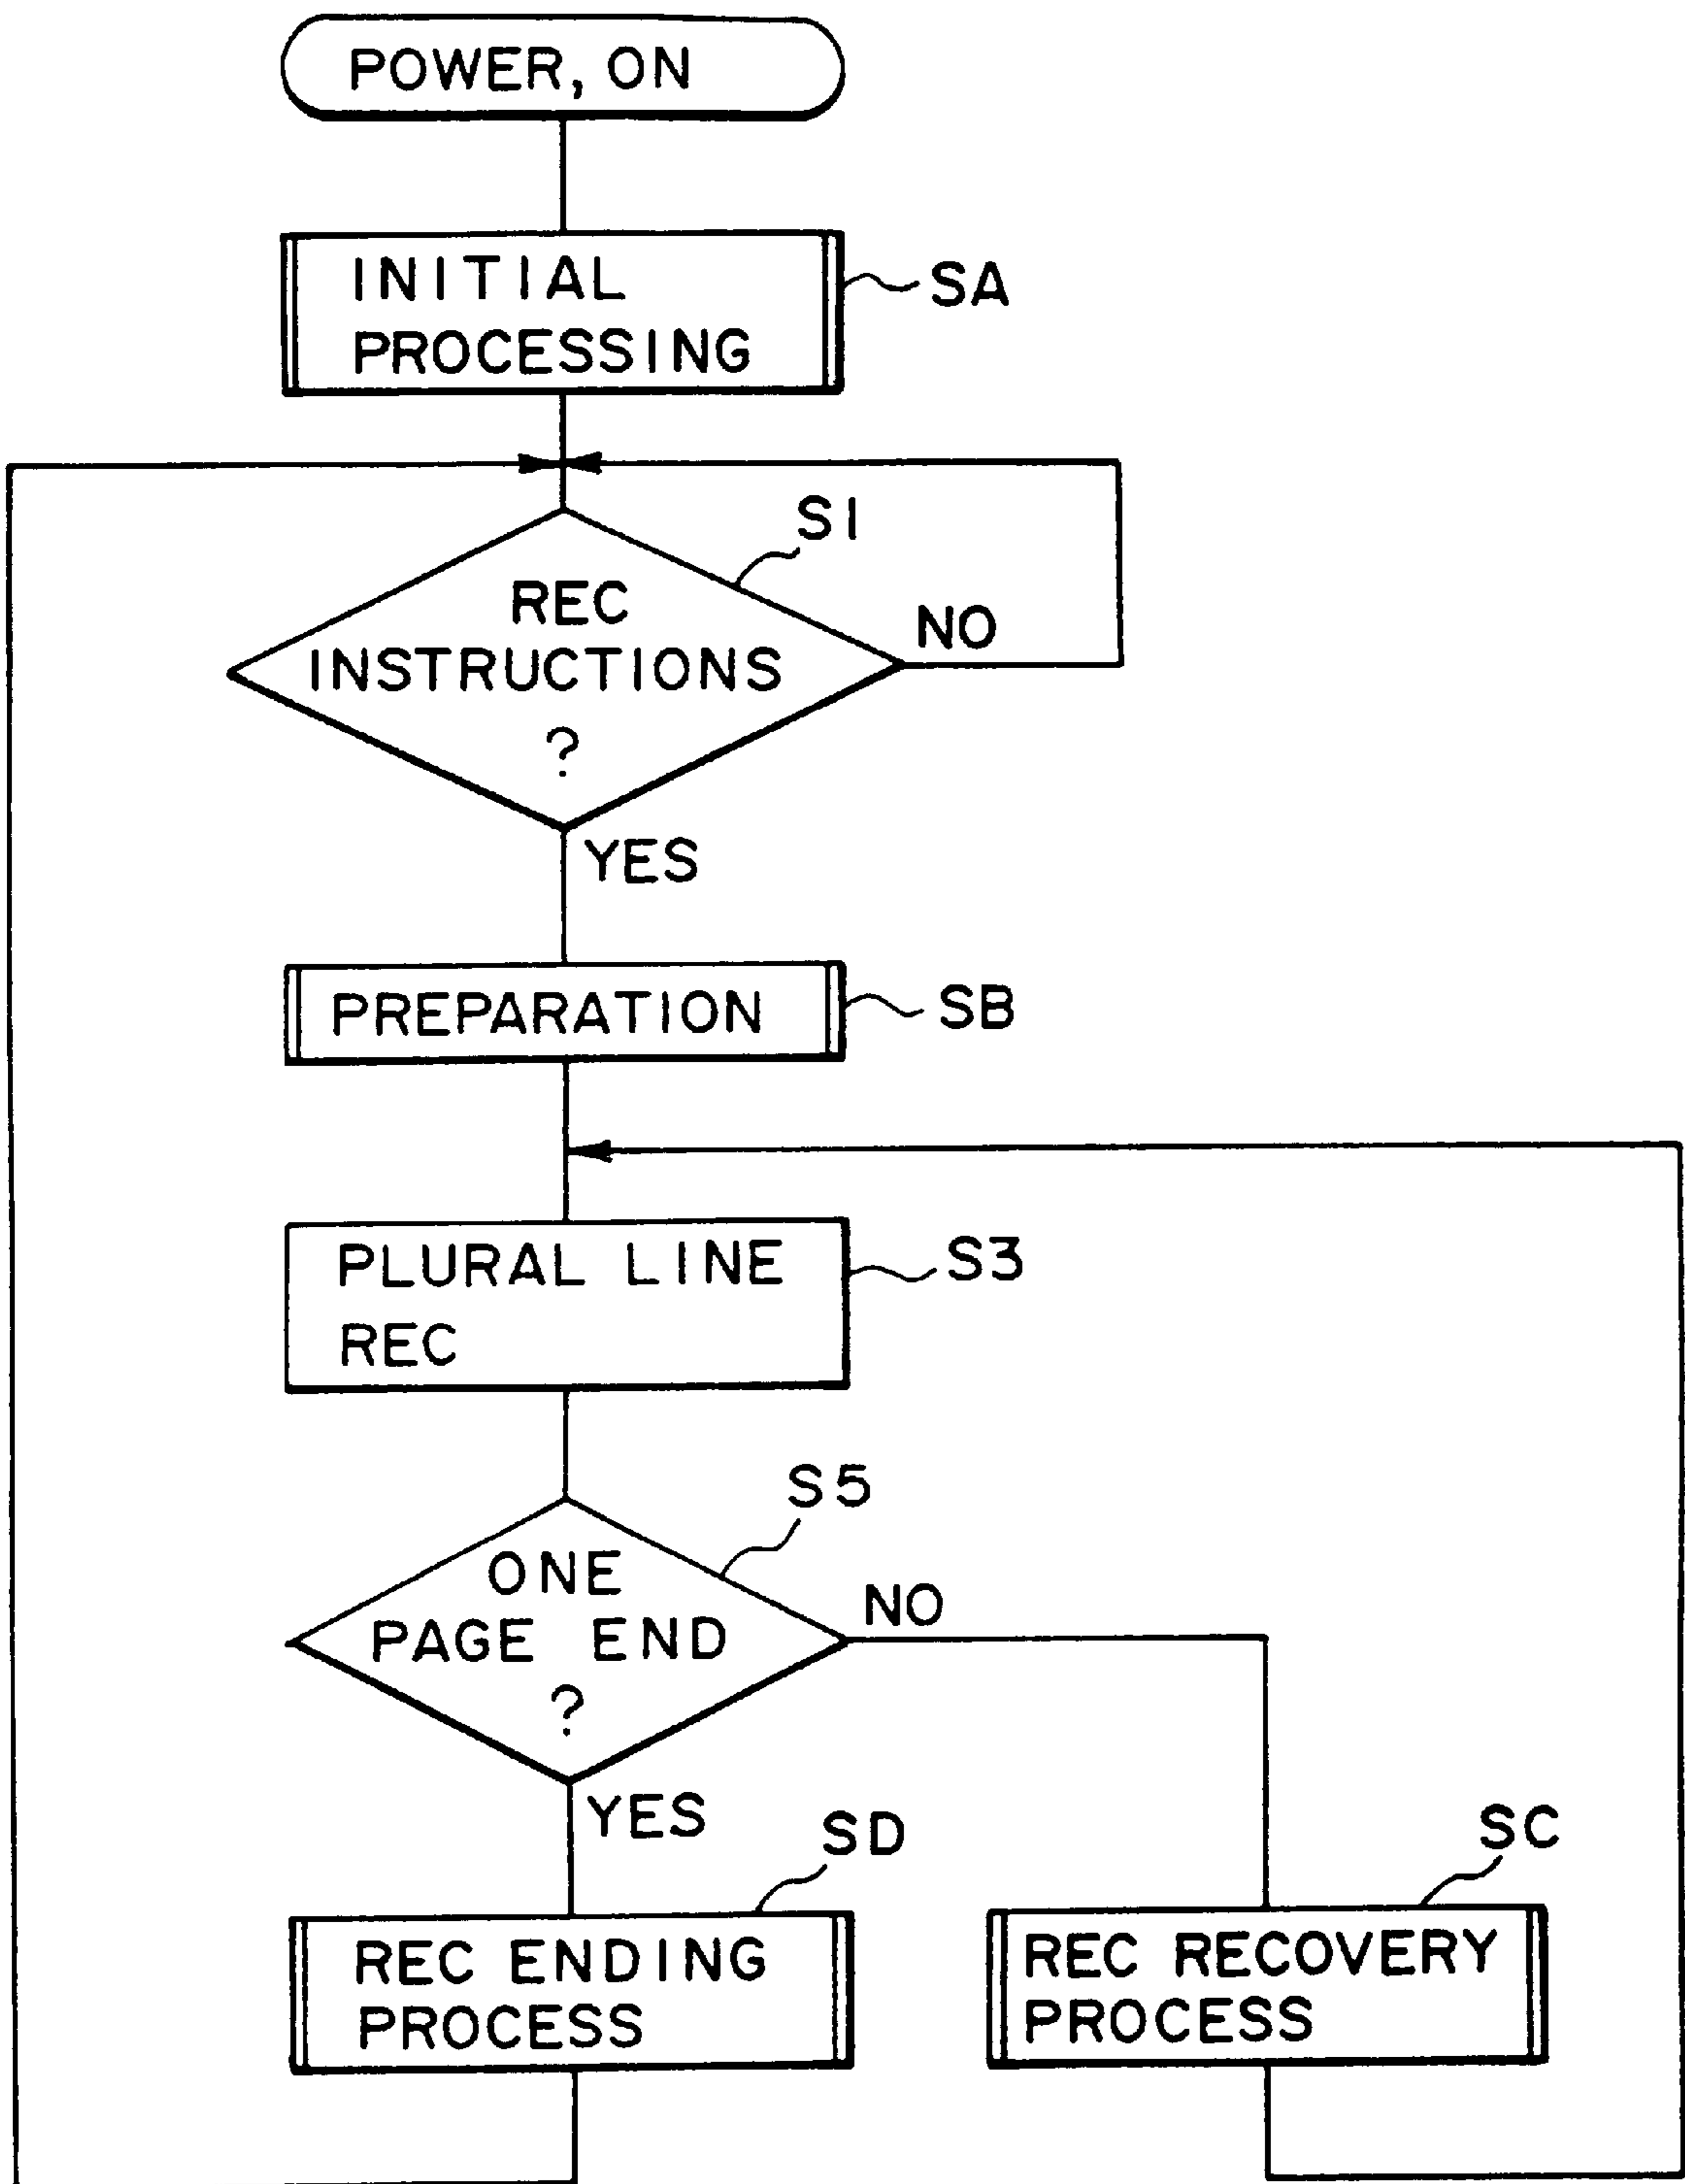 POWER, ON
INITIAL
PROCESSING
SA
S1
REC
INSTRUCTIONS
?
NO
YES
PREPARATION
SB
PLURAL LINE
REC
S3
S5
ONE
PAGE END
?
NO
YES
SD
SC
REC ENDING
PROCESS
REC RECOVERY
PROCESS